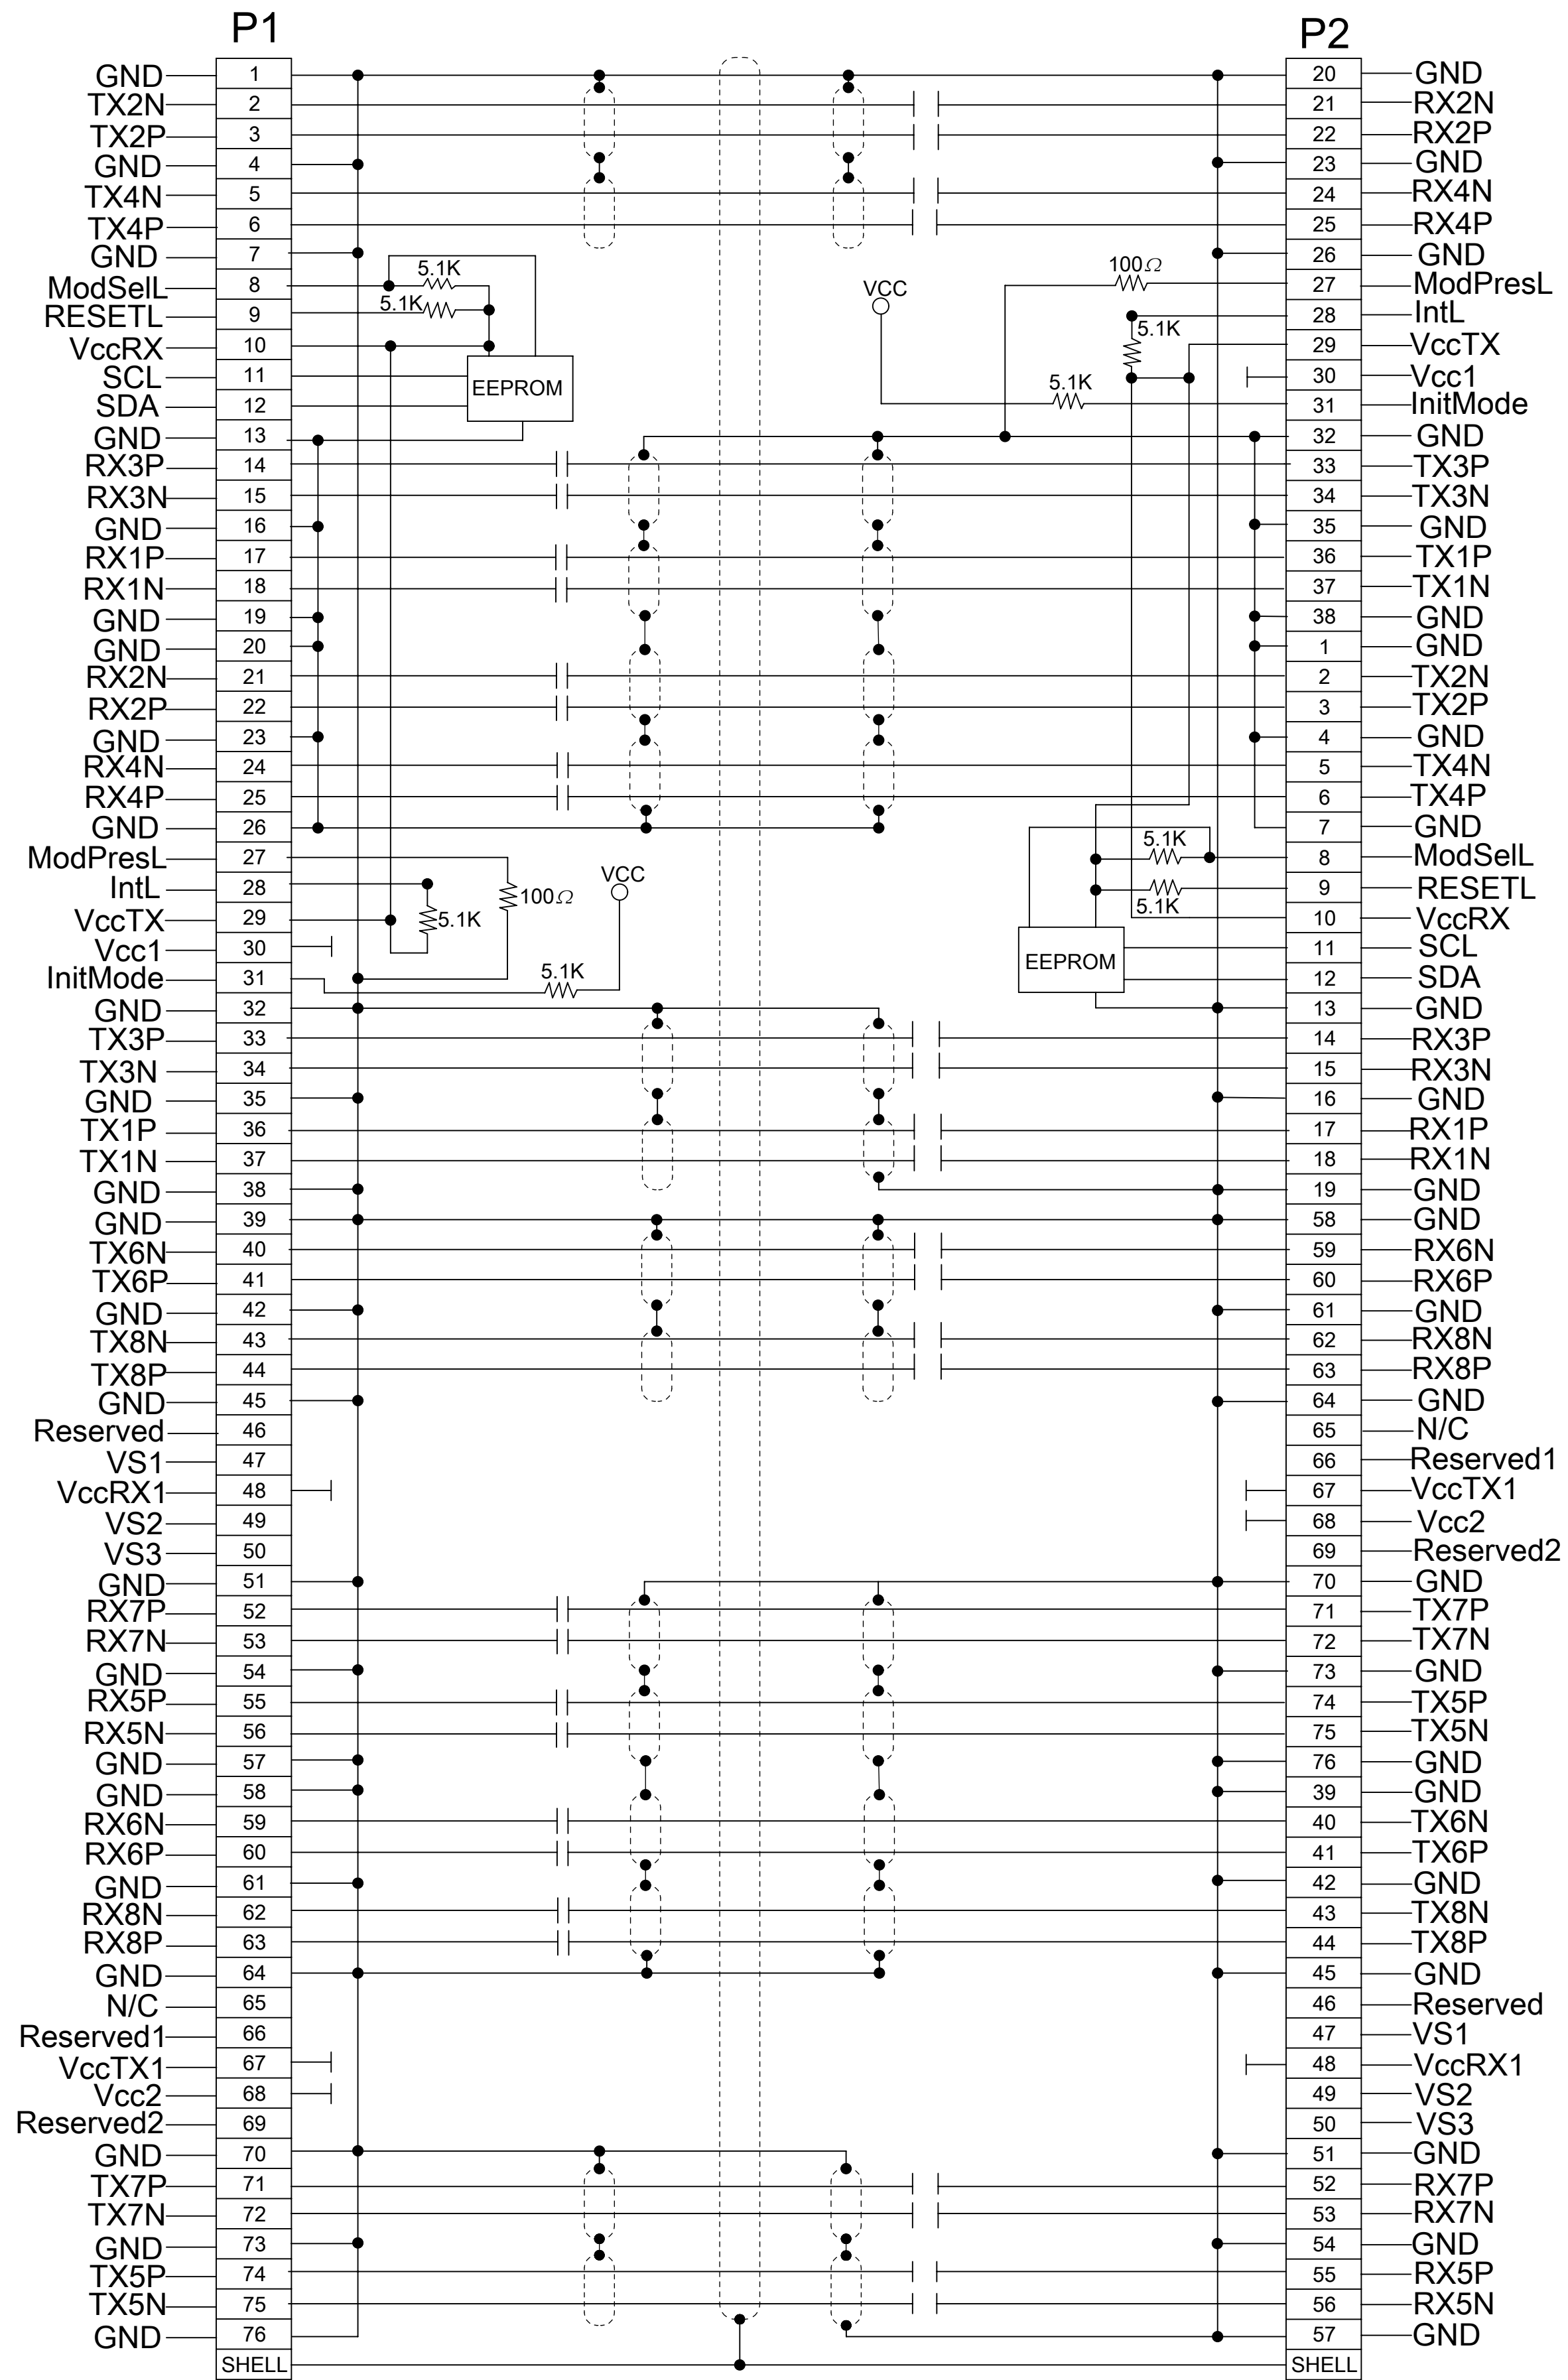 P1 P2
GND 1 20 GND
TX2N 2 21 RX2N
TX2P 3 22 RX2P
GND 4 23 GND
TX4N 5 24 RX4N
TX4P 6 25 RX4P
GND 7 26 GND
5.1K 100Ω
ModSelL 8 27 ModPresL
VCC
5.1K
RESETL 9 28 IntL
5.1K
VccRX 10 29 VccTX
SCL 11 30 Vcc1
EEPROM 5.1K
SDA 12 31 InitMode
GND 13 32 GND
RX3P 14 33 TX3P
RX3N 15 34 TX3N
GND 16 35 GND
RX1P 17 36 TX1P
RX1N 18 37 TX1N
GND 19 38 GND
GND 20 1 GND
RX2N 21 2 TX2N
RX2P 22 3 TX2P
GND 23 4 GND
RX4N 24 5 TX4N
RX4P 25 6 TX4P
GND 26 7 GND
5.1K
ModPresL 27 8 ModSelL
VCC
IntL 28 9 RESETL
100Ω 5.1K
VccTX 29 5.1K 10 VccRX
Vcc1 30 11 SCL
EEPROM
5.1K
InitMode 31 12 SDA
GND 32 13 GND
TX3P 33 14 RX3P
TX3N 34 15 RX3N
GND 35 16 GND
TX1P 36 17 RX1P
TX1N 37 18 RX1N
GND 38 19 GND
GND 39 58 GND
TX6N 40 59 RX6N
TX6P 41 60 RX6P
GND 42 61 GND
TX8N 43 62 RX8N
TX8P 44 63 RX8P
GND 45 64 GND
Reserved 46 65 N/C
VS1 47 66 Reserved1
VccRX1 48 67 VccTX1
VS2 49 68 Vcc2
VS3 50 69 Reserved2
GND 51 70 GND
RX7P 52 71 TX7P
RX7N 53 72 TX7N
GND 54 73 GND
RX5P 55 74 TX5P
RX5N 56 75 TX5N
GND 57 76 GND
GND 58 39 GND
RX6N 59 40 TX6N
RX6P 60 41 TX6P
GND 61 42 GND
RX8N 62 43 TX8N
RX8P 63 44 TX8P
GND 64 45 GND
N/C 65 46 Reserved
Reserved1 66 47 VS1
VccTX1 67 48 VccRX1
Vcc2 68 49 VS2
Reserved2 69 50 VS3
GND 70 51 GND
TX7P 71 52 RX7P
TX7N 72 53 RX7N
GND 73 54 GND
TX5P 74 55 RX5P
TX5N 75 56 RX5N
GND 76 57 GND
SHELL SHELL